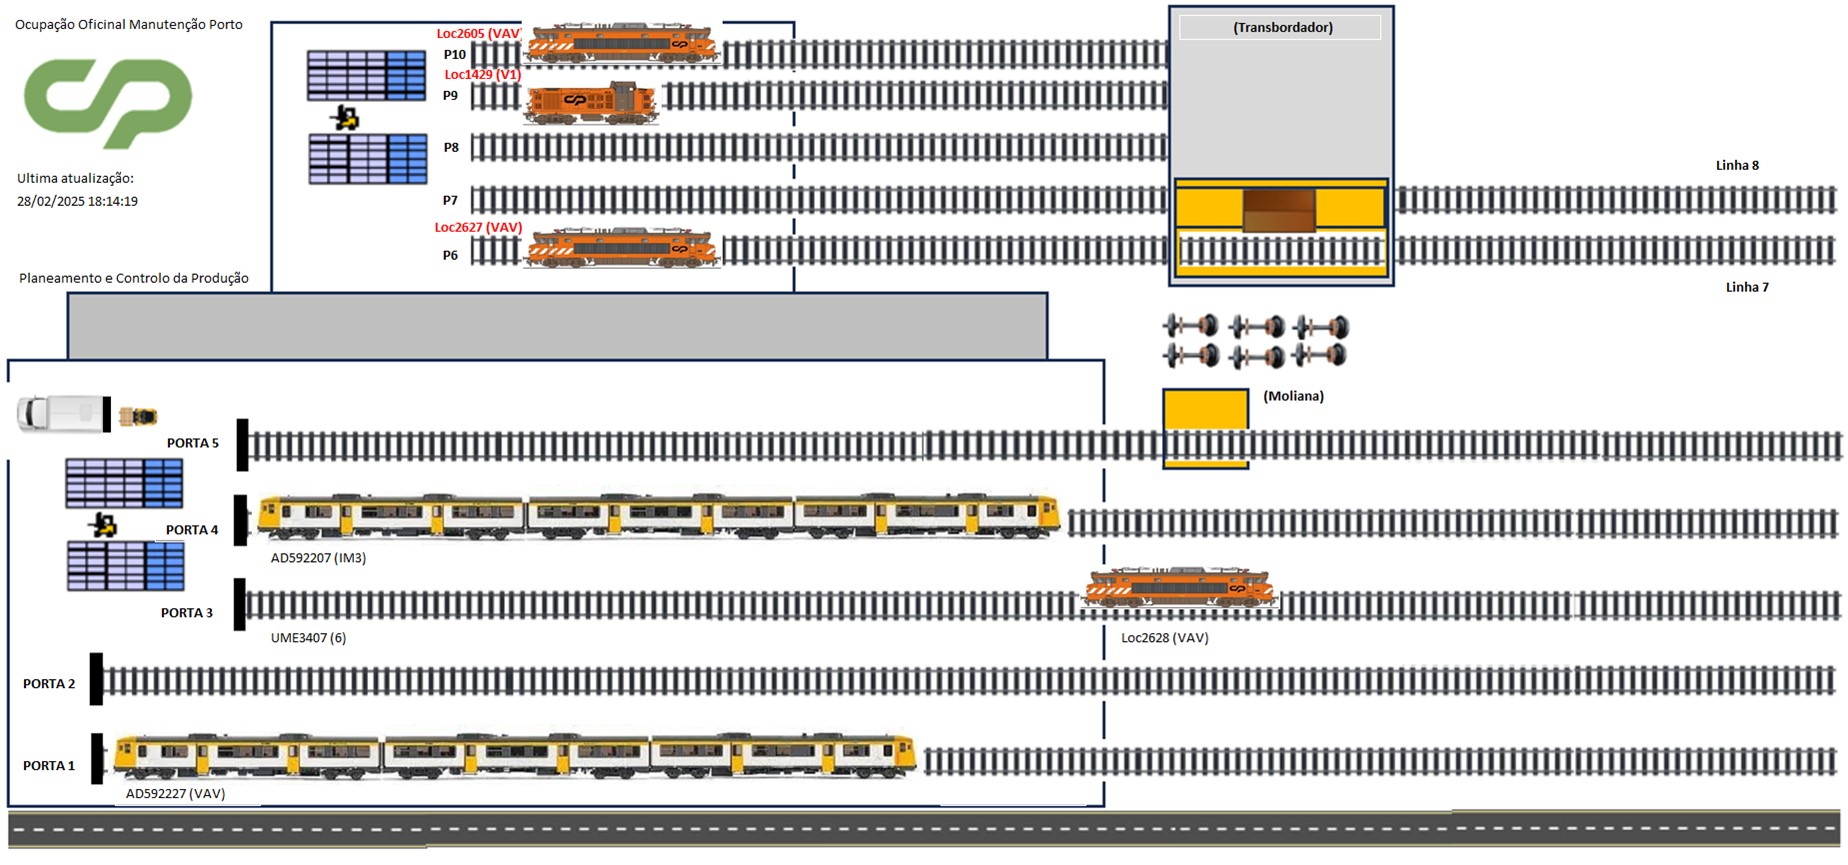 Ocupação Oficinal Manutenção Porto
(Transbordador)
Loc2605 (VAV)
P10
Loc1429 (V1)
P9
P8
Linha 8
Ultima atualização:
28/02/2025 18:14:19
P7
Loc2627 (VAV)
P6
Planeamento e Controlo da Produção
Linha 7
(Moliana)
PORTA 5
PORTA 4
AD592207 (IM3)
PORTA 3
UME3407 (6)
Loc2628 (VAV)
PORTA 2
PORTA 1
AD592227 (VAV)